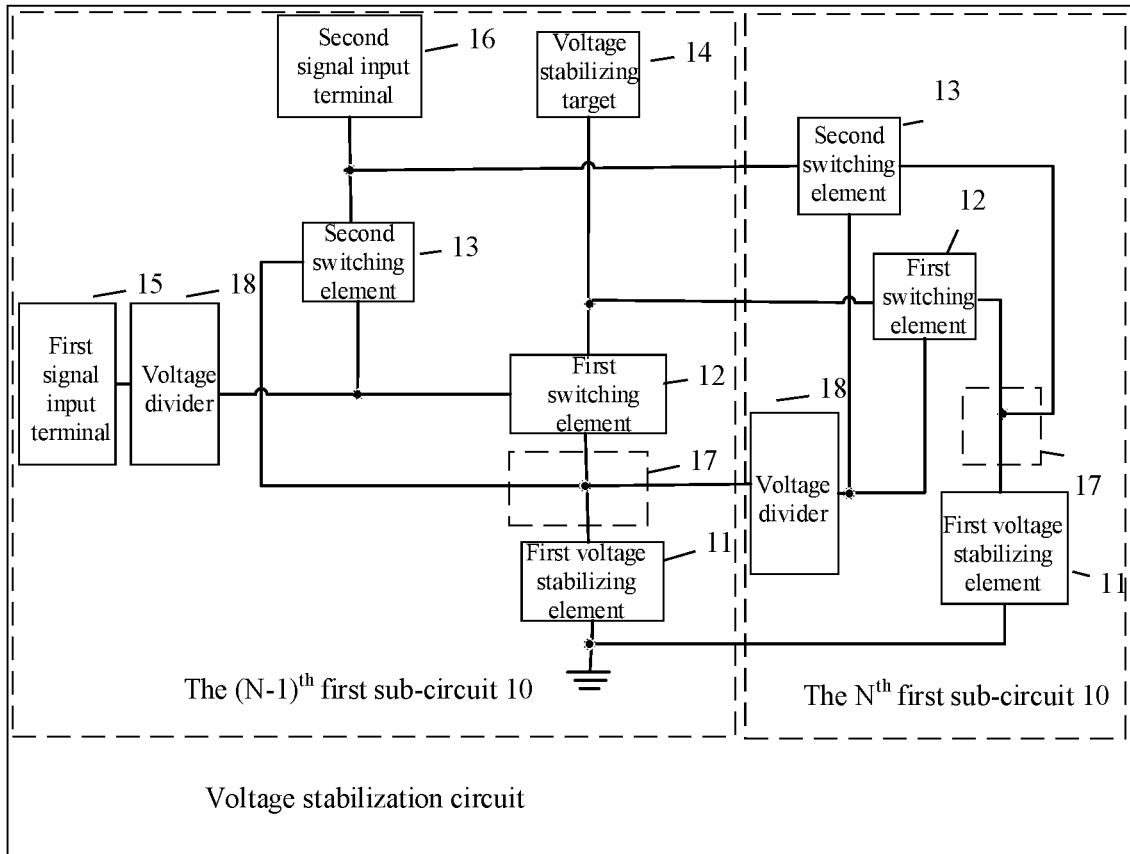 Second
signal input
terminal
16
Voltage
stabilizing
target
14
13
Second
switching
element
12
First
switching
element
Second
switching
element
13
15
18
First
signal
input
terminal
Voltage
divider
First
switching
element
12
18
17
Voltage
divider
17
First voltage
stabilizing
element
11
First voltage
stabilizing
element
11
The (N-1)th first sub-circuit 10
The Nth first sub-circuit 10
Voltage stabilization circuit